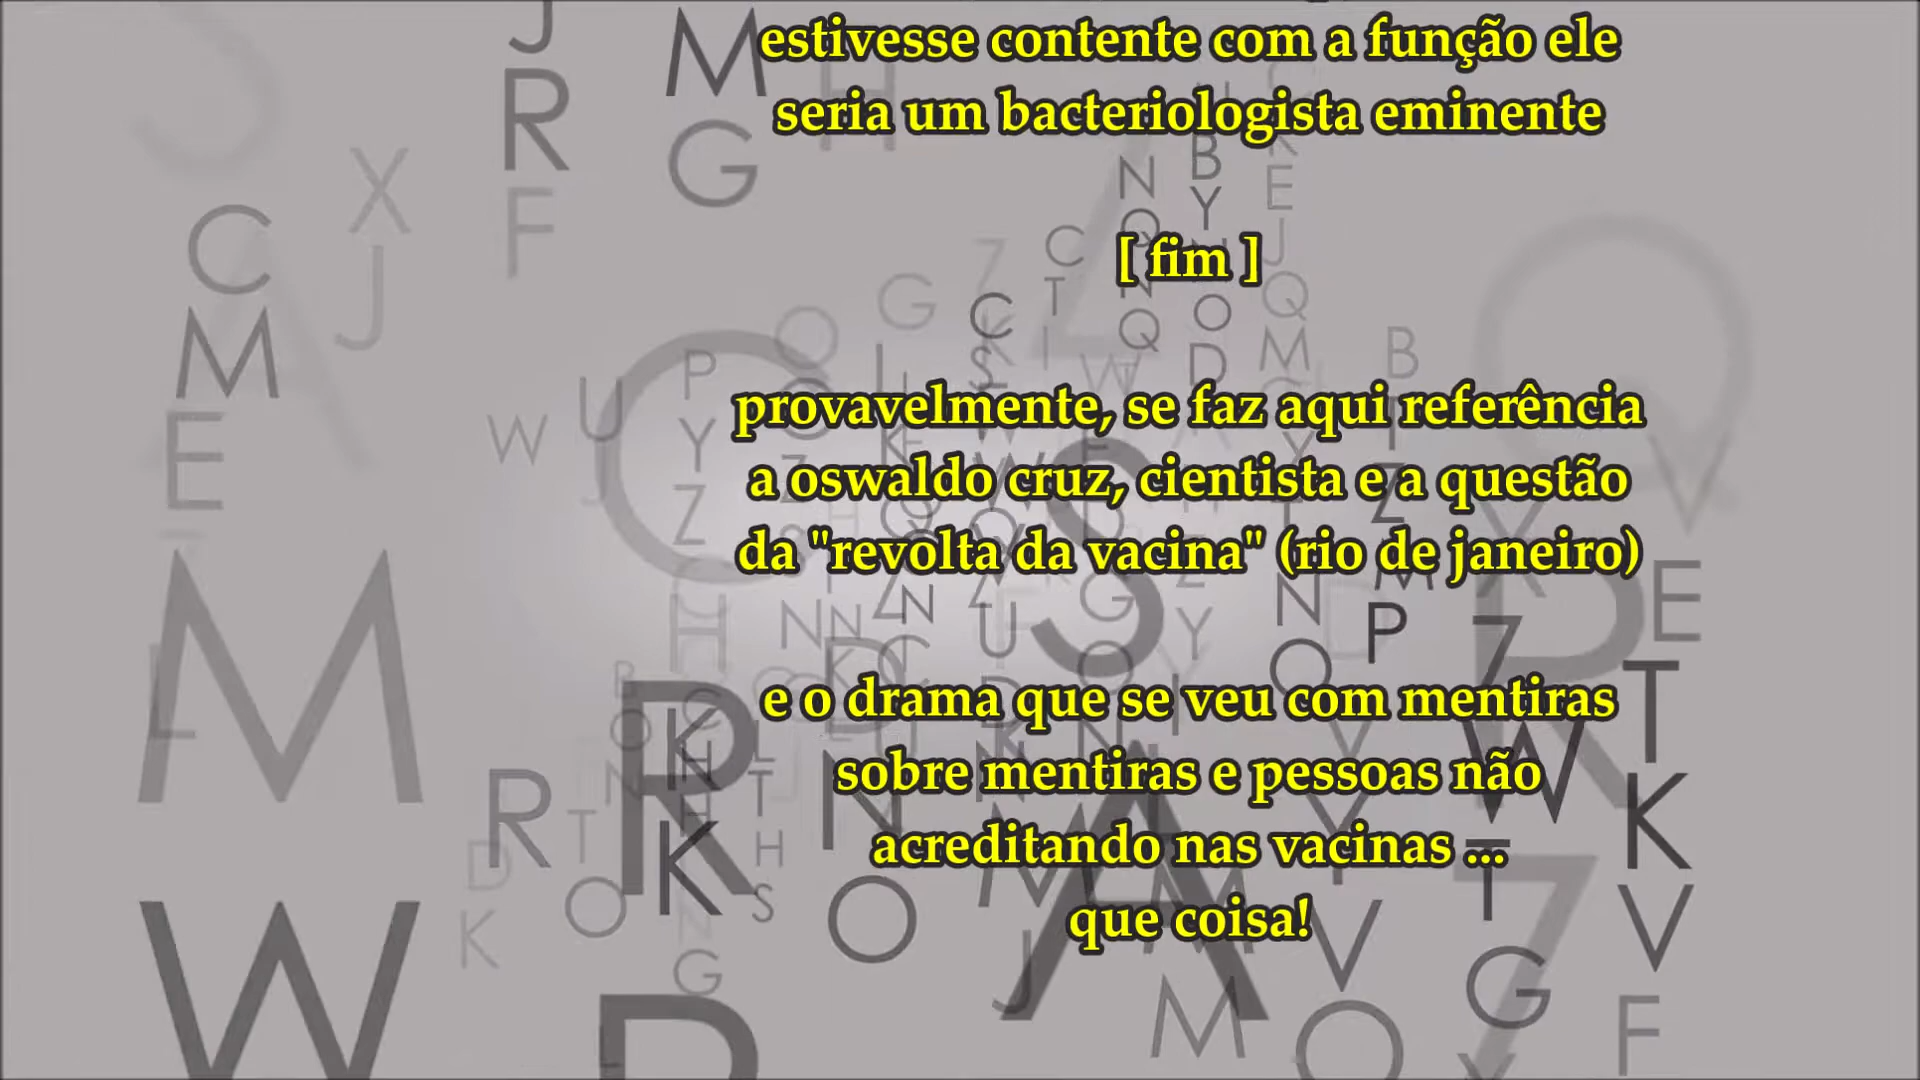 estivesse contente com a função ele
seria um bacteriologista eminente
[ fim ]
provavelmente, se faz aqui referência
a oswaldo cruz, cientista e a questão
da "revolta da vacina" (rio de janeiro)
e o drama que se veu com mentiras
sobre mentiras e pessoas não
acreditando nas vacinas ...
que coisa!